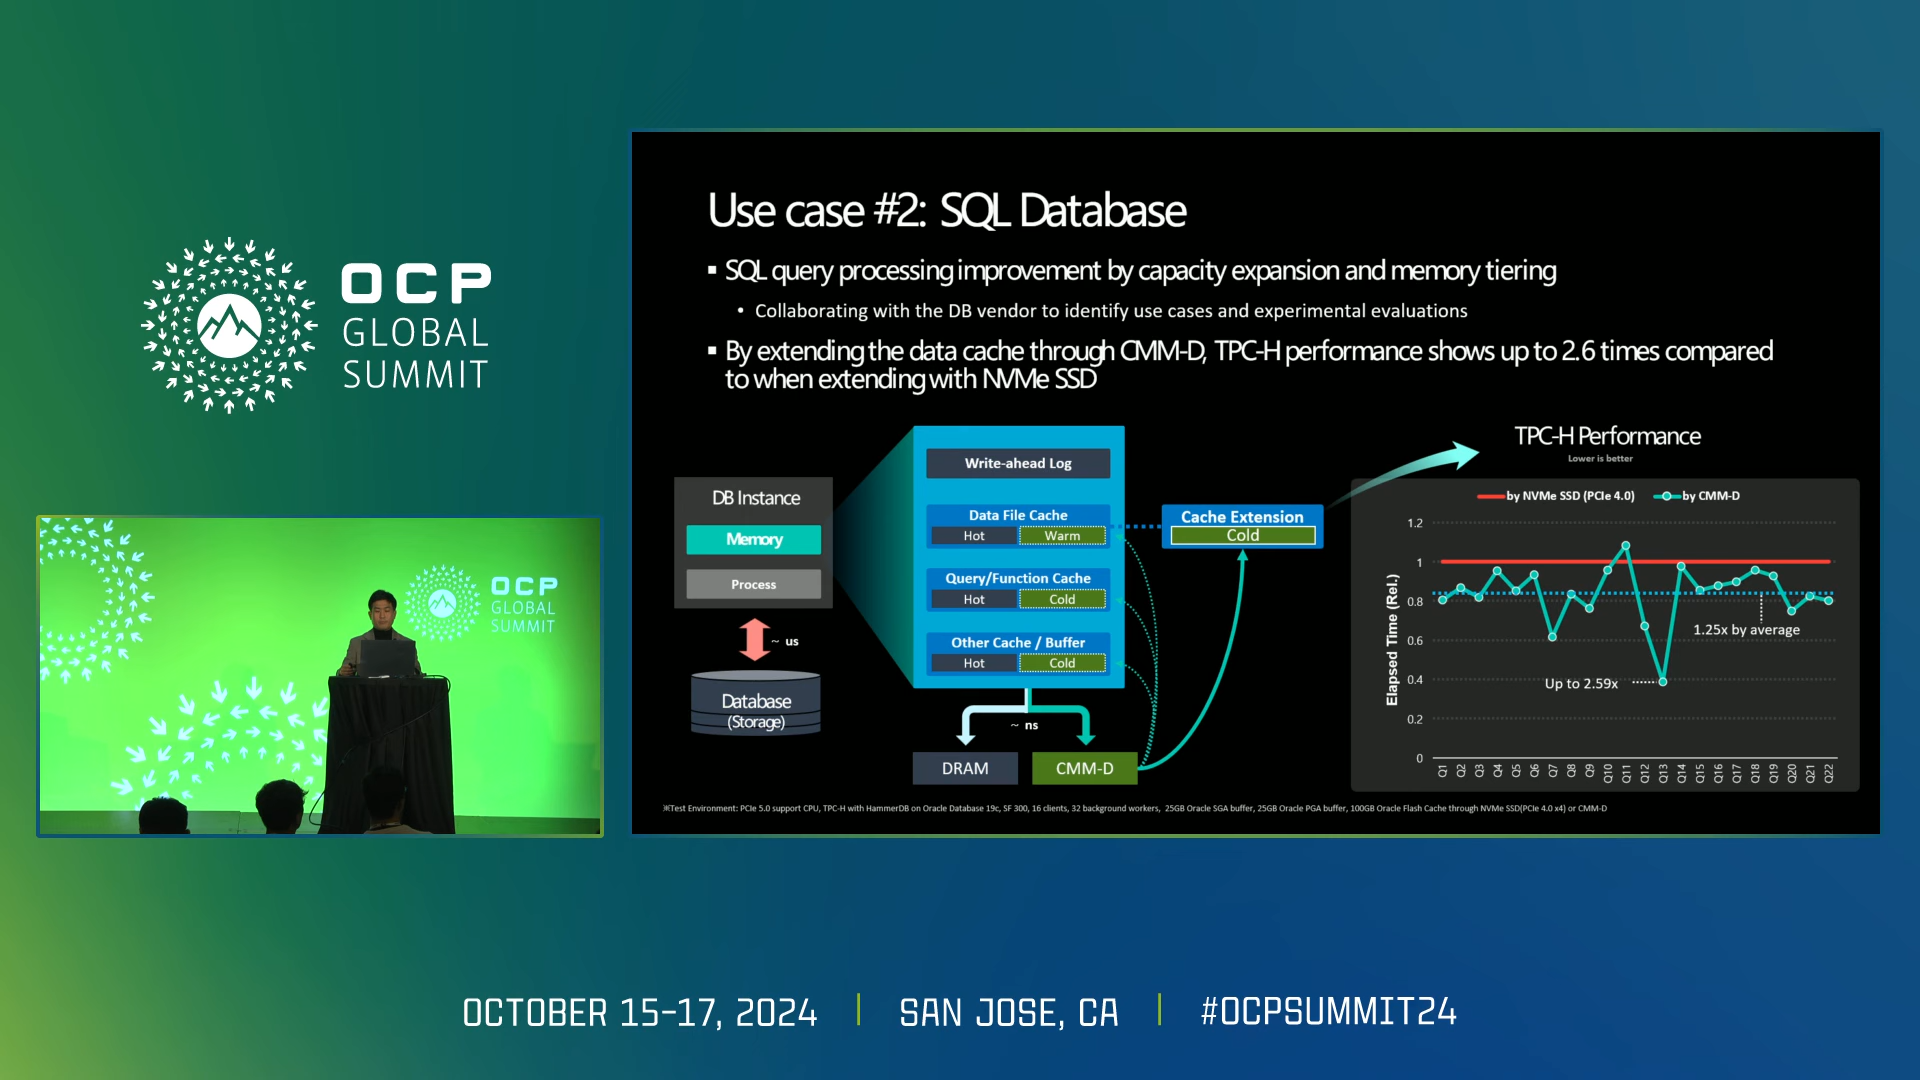 OCP
GLOBAL
SUMMIT
OCP
GLOBAL
SUMMIT
Use case #2: SQL Database
▪ SQL query processing improvement by capacity expansion and memory tiering
• Collaborating with the DB vendor to identify use cases and experimental evaluations
▪ By extending the data cache through CMM-D, TPC-H performance shows up to 2.6 times compared
to when extending with NVMe SSD
DB Instance
Memory
Process
~ us
Database
(Storage)
Write-ahead Log
Data File Cache
Hot Warm
Query/Function Cache
Hot Cold
Other Cache / Buffer
Hot Cold
~ ns
DRAM CMM-D
Cache Extension
Cold
TPC-H Performance
Lower is better
by NVMe SSD (PCIe 4.0) by CMM-D
Elapsed Time (Rel.)
1.2
1
0.8
0.6
0.4
0.2
0
1.25x by average
Up to 2.59x
Q1 Q2 Q3 Q4 Q5 Q6 Q7 Q8 Q9 Q10 Q11 Q12 Q13 Q14 Q15 Q16 Q17 Q18 Q19 Q20 Q21 Q22
※Test Environment: PCIe 5.0 support CPU, TPC-H with HammerDB on Oracle Database 19c, SF 300, 16 clients, 32 background workers, 25GB Oracle SGA buffer, 25GB Oracle PGA buffer, 100GB Oracle Flash Cache through NVMe SSD(PCIe 4.0 x4) or CMM-D
OCTOBER 15-17, 2024 | SAN JOSE, CA | #OCPSUMMIT24